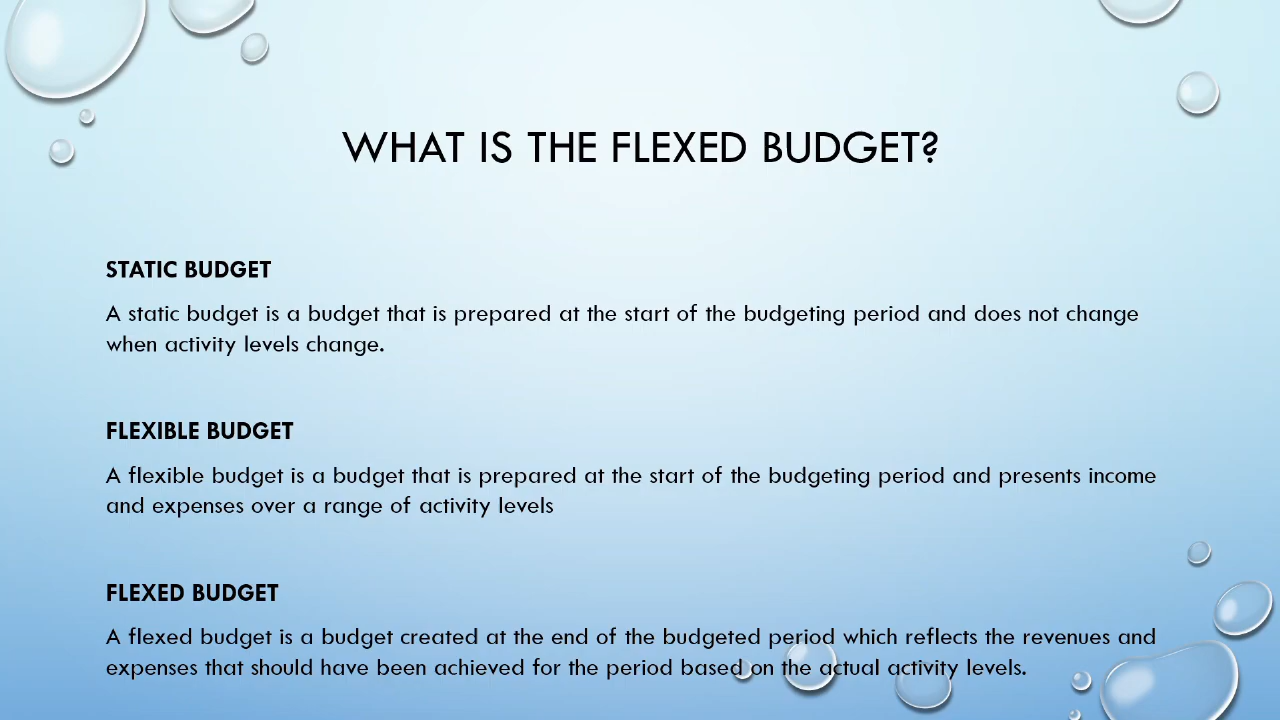 WHAT IS THE FLEXED BUDGET?
STATIC BUDGET
A static budget is a budget that is prepared at the start of the budgeting period and does not change
when activity levels change.
FLEXIBLE BUDGET
A flexible budget is a budget that is prepared at the start of the budgeting period and presents income
and expenses over a range of activity levels
FLEXED BUDGET
A flexed budget is a budget created at the end of the budgeted period which reflects the revenues and
expenses that should have been achieved for the period based on the actual activity levels.